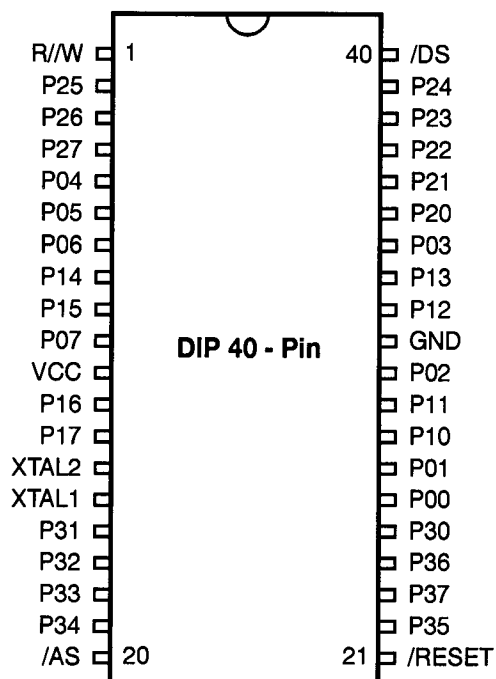 R//W 1 40 /DS
P25 P24
P26 P23
P27 P22
P04 P21
P05 P20
P06 P03
P14 P13
P15 P12
P07 DIP 40 - Pin GND
VCC P02
P16 P11
P17 P10
XTAL2 P01
XTAL1 P00
P31 P30
P32 P36
P33 P37
P34 P35
/AS 20 21 /RESET